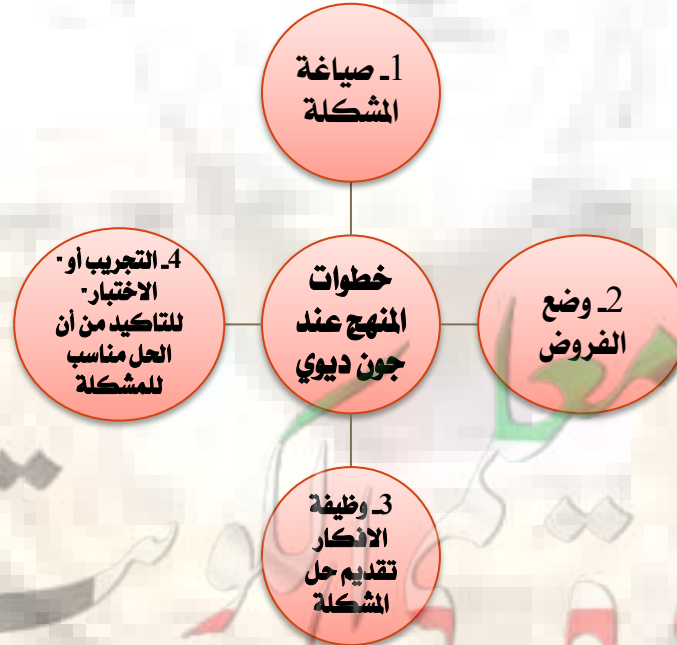 1ـ صياغة
المشكلة
خطوات
المنهج عند
جون ديوي
2ـ وضع
الفروض
3ـ وظيفة
الافكار
تقديم حل
المشكلة
4ـ التجريب أو "
الاختبار"
للتاكيد من أن
الحل مناسب
للمشكلة